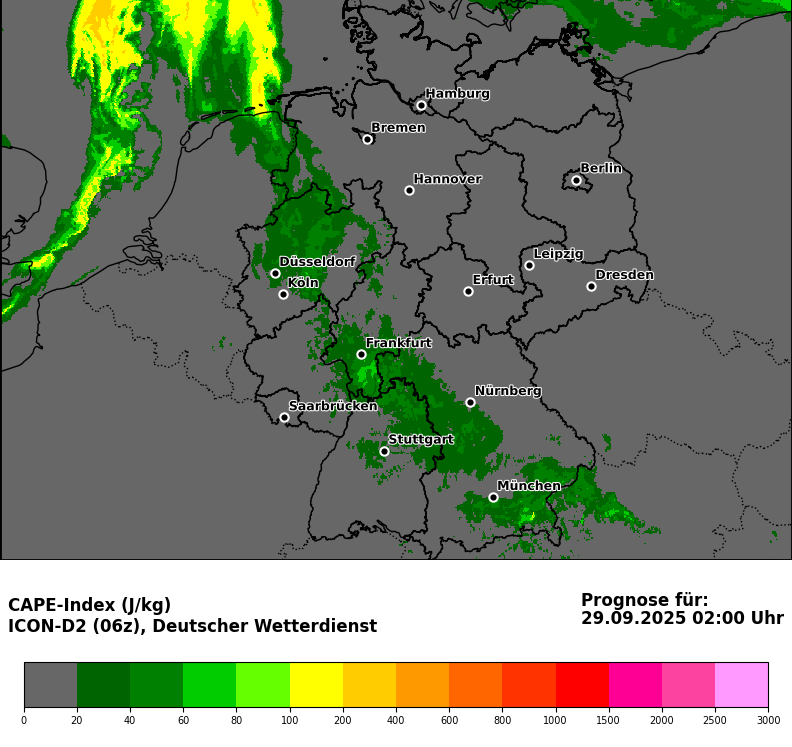 Hamburg
Bremen
Berlin
Hannover
Leipzig
Düsseldorf
Dresden
Köln
Erfurt
Frankfurt
Nürnberg
Saarbrücken
Stuttgart
München
CAPE-Index (J/kg)
ICON-D2 (06z), Deutscher Wetterdienst
Prognose für:
29.09.2025 02:00 Uhr
0 20 40 60 80 100 200 400 600 800 1000 1500 2000 2500 3000